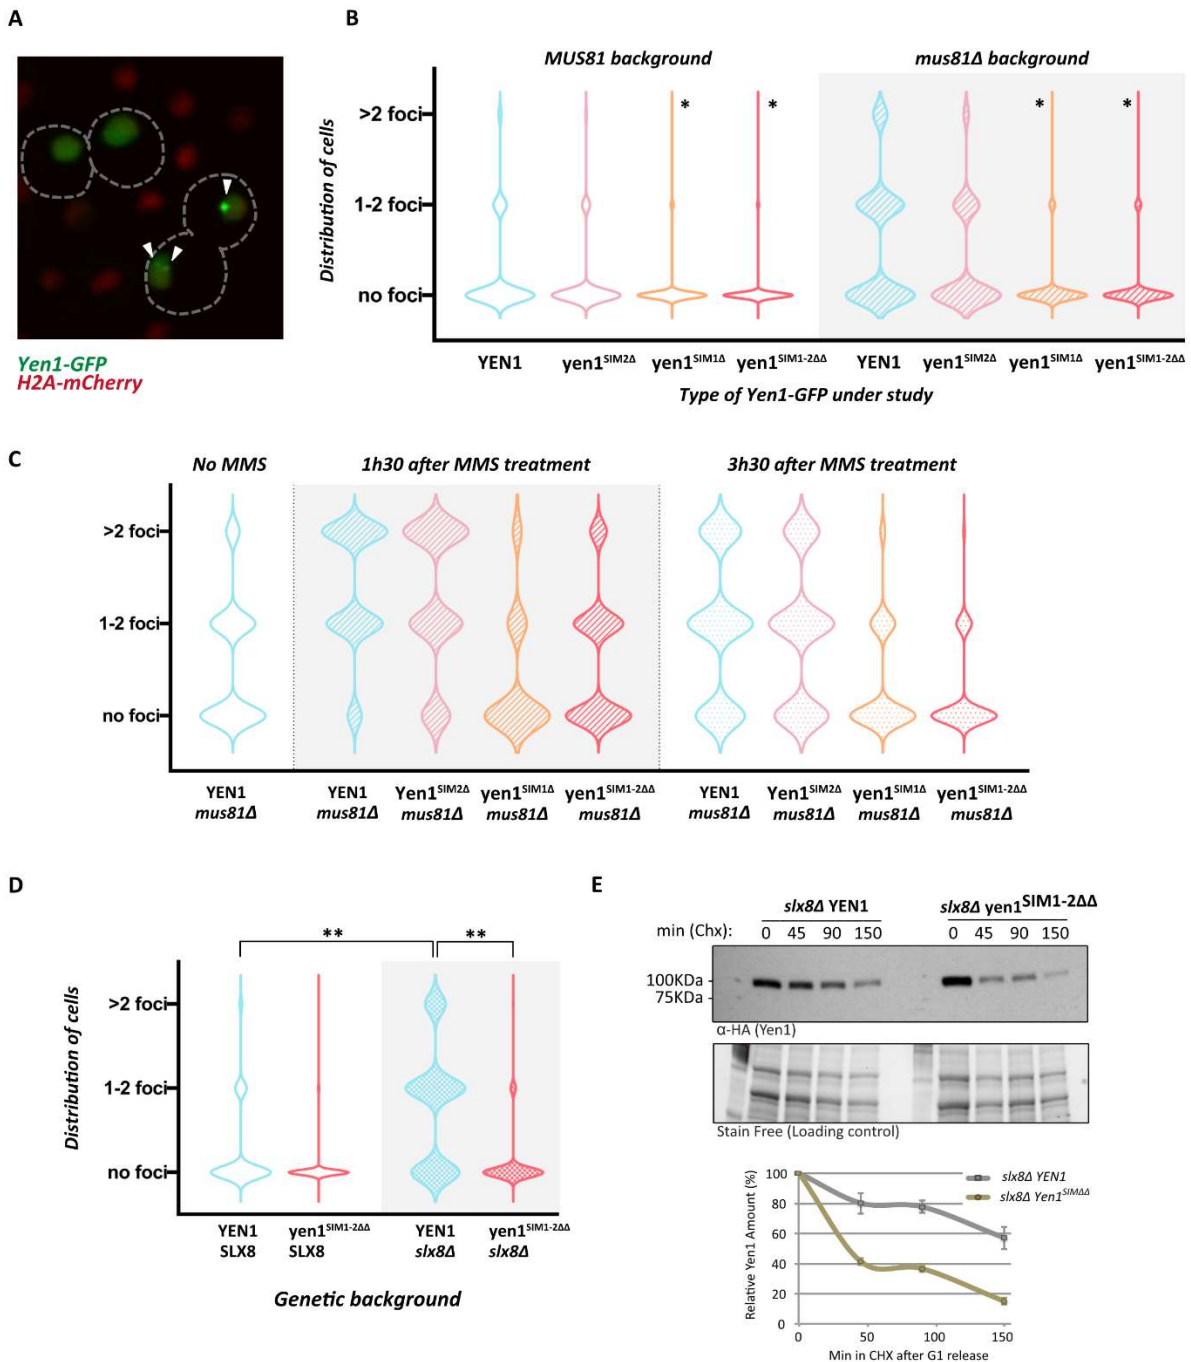 A
Yen1-GFP
H2A-mCherry
B
MUS81 background
mus81Δ background
Distribution of cells
>2 foci
1-2 foci
no foci
* * * *
YEN1 yen1SIM2Δ yen1SIM1Δ yen1SIM1-2ΔΔ YEN1 yen1SIM2Δ yen1SIM1Δ yen1SIM1-2ΔΔ
Type of Yen1-GFP under study
C
No MMS 1h30 after MMS treatment 3h30 after MMS treatment
>2 foci
1-2 foci
no foci
YEN1 YEN1 Yen1SIM2Δ yen1SIM1Δ yen1SIM1-2ΔΔ YEN1 Yen1SIM2Δ yen1SIM1Δ yen1SIM1-2ΔΔ
mus81Δ mus81Δ mus81Δ mus81Δ mus81Δ mus81Δ mus81Δ mus81Δ mus81Δ
D
** **
Distribution of cells
>2 foci
1-2 foci
no foci
YEN1 yen1SIM1-2ΔΔ YEN1 yen1SIM1-2ΔΔ
SLX8 SLX8 slx8Δ slx8Δ
Genetic background
E
slx8Δ YEN1 slx8Δ yen1SIM1-2ΔΔ
min (Chx): 0 45 90 150 0 45 90 150
100KDa
75KDa
α-HA (Yen1)
Stain Free (Loading control)
Relative Yen1 Amount (%)
100
80
60
40
20
0
slx8Δ YEN1
slx8Δ Yen1SIMΔΔ
0 50 100 150
Min in CHX after G1 release